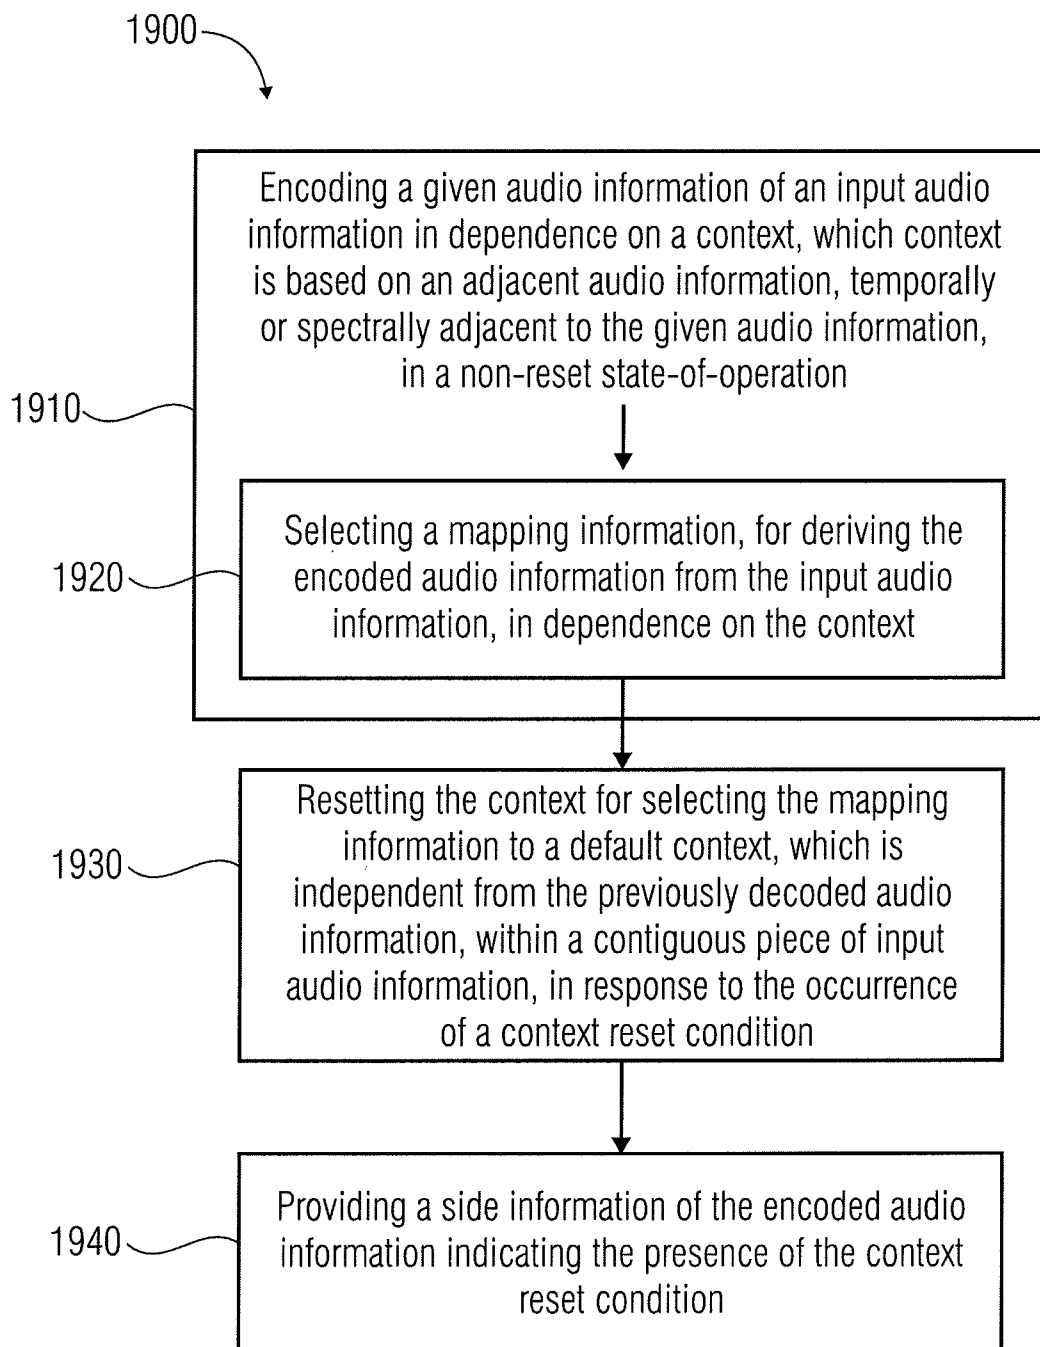 1900
Encoding a given audio information of an input audio
information in dependence on a context, which context
is based on an adjacent audio information, temporally
or spectrally adjacent to the given audio information,
in a non-reset state-of-operation
1910
Selecting a mapping information, for deriving the
encoded audio information from the input audio
information, in dependence on the context
1920
Resetting the context for selecting the mapping
information to a default context, which is
independent from the previously decoded audio
information, within a contiguous piece of input
audio information, in response to the occurrence
of a context reset condition
1930
Providing a side information of the encoded audio
information indicating the presence of the context
reset condition
1940